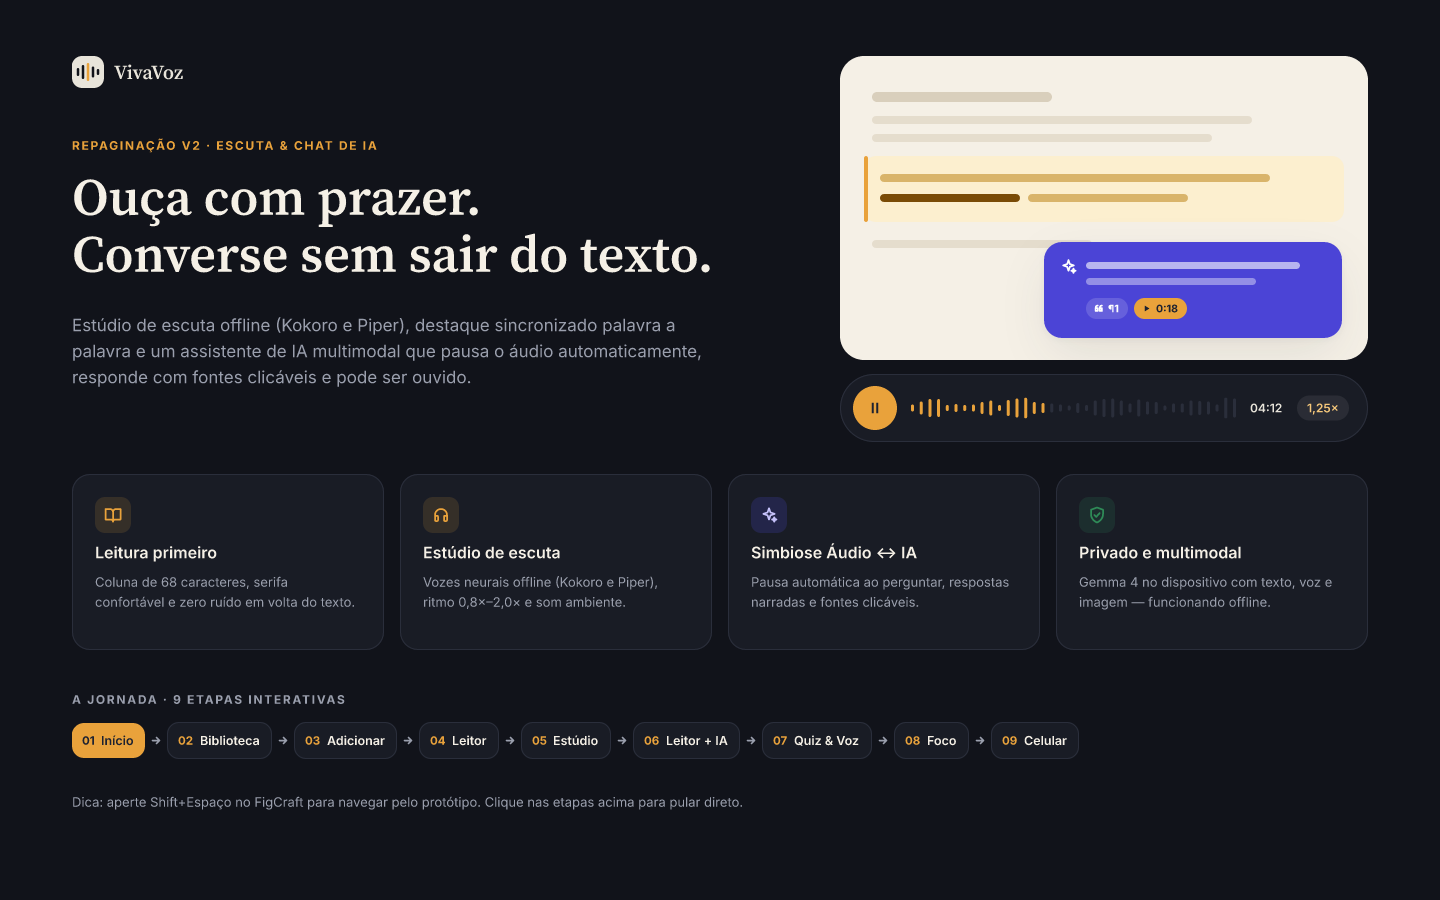 VivaVoz
REPAGINAÇÃO V2 · ESCUTA & CHAT DE IA
Ouça com prazer.
Converse sem sair do texto.
Estúdio de escuta offline (Kokoro e Piper), destaque sincronizado palavra a
palavra e um assistente de IA multimodal que pausa o áudio automaticamente,
responde com fontes clicáveis e pode ser ouvido.
¶1
0:18
04:12
1,25×
Leitura primeiro
Coluna de 68 caracteres, serifa
confortável e zero ruído em volta do texto.
Estúdio de escuta
Vozes neurais offline (Kokoro e Piper),
ritmo 0,8×–2,0× e som ambiente.
Simbiose Áudio ↔ IA
Pausa automática ao perguntar, respostas
narradas e fontes clicáveis.
Privado e multimodal
Gemma 4 no dispositivo com texto, voz e
imagem — funcionando offline.
A JORNADA · 9 ETAPAS INTERATIVAS
01 Início → 02 Biblioteca → 03 Adicionar → 04 Leitor → 05 Estúdio → 06 Leitor + IA → 07 Quiz & Voz → 08 Foco → 09 Celular
Dica: aperte Shift+Espaço no FigCraft para navegar pelo protótipo. Clique nas etapas acima para pular direto.